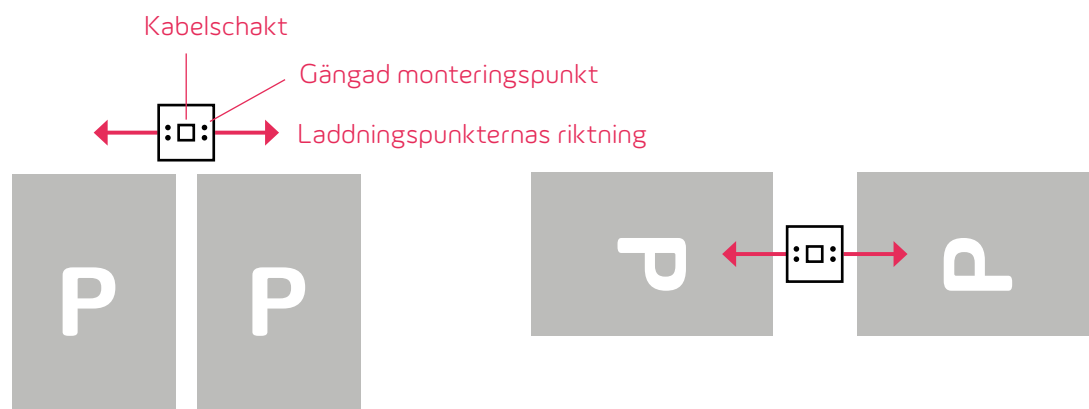 Kabelschakt
Gängad monteringspunkt
Laddningspunkternas riktning
P P
P P